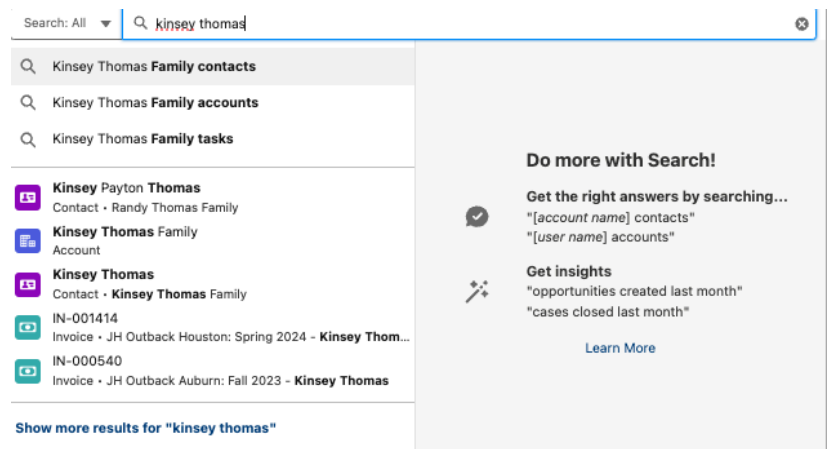 Search: All
kinsey thomas
Kinsey Thomas Family contacts
Kinsey Thomas Family accounts
Kinsey Thomas Family tasks
Kinsey Payton Thomas
Contact • Randy Thomas Family
Kinsey Thomas Family
Account
Kinsey Thomas
Contact • Kinsey Thomas Family
IN-001414
Invoice • JH Outback Houston: Spring 2024 - Kinsey Thom...
IN-000540
Invoice • JH Outback Auburn: Fall 2023 - Kinsey Thomas
Show more results for "kinsey thomas"
Do more with Search!
Get the right answers by searching...
"[account name] contacts"
"[user name] accounts"
Get insights
"opportunities created last month"
"cases closed last month"
Learn More